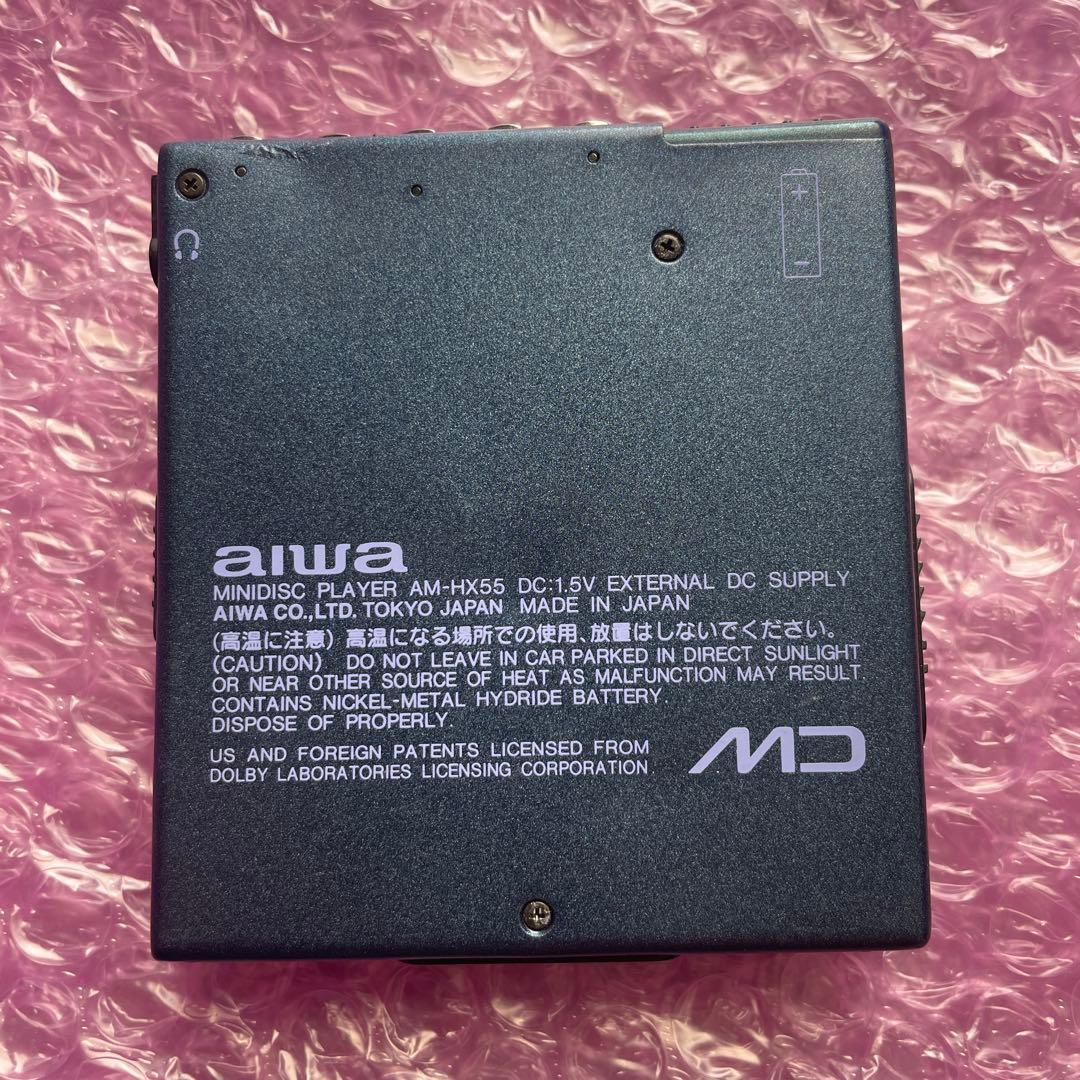 +
−
aiwa
MINIDISC PLAYER AM-HX55 DC:1.5V EXTERNAL DC SUPPLY
AIWA CO.,LTD. TOKYO JAPAN MADE IN JAPAN
(高温に注意) 高温になる場所での使用、放置はしないでください。
(CAUTION) DO NOT LEAVE IN CAR PARKED IN DIRECT SUNLIGHT
OR NEAR OTHER SOURCE OF HEAT AS MALFUNCTION MAY RESULT.
CONTAINS NICKEL-METAL HYDRIDE BATTERY.
DISPOSE OF PROPERLY.
US AND FOREIGN PATENTS LICENSED FROM
DOLBY LABORATORIES LICENSING CORPORATION.
MD